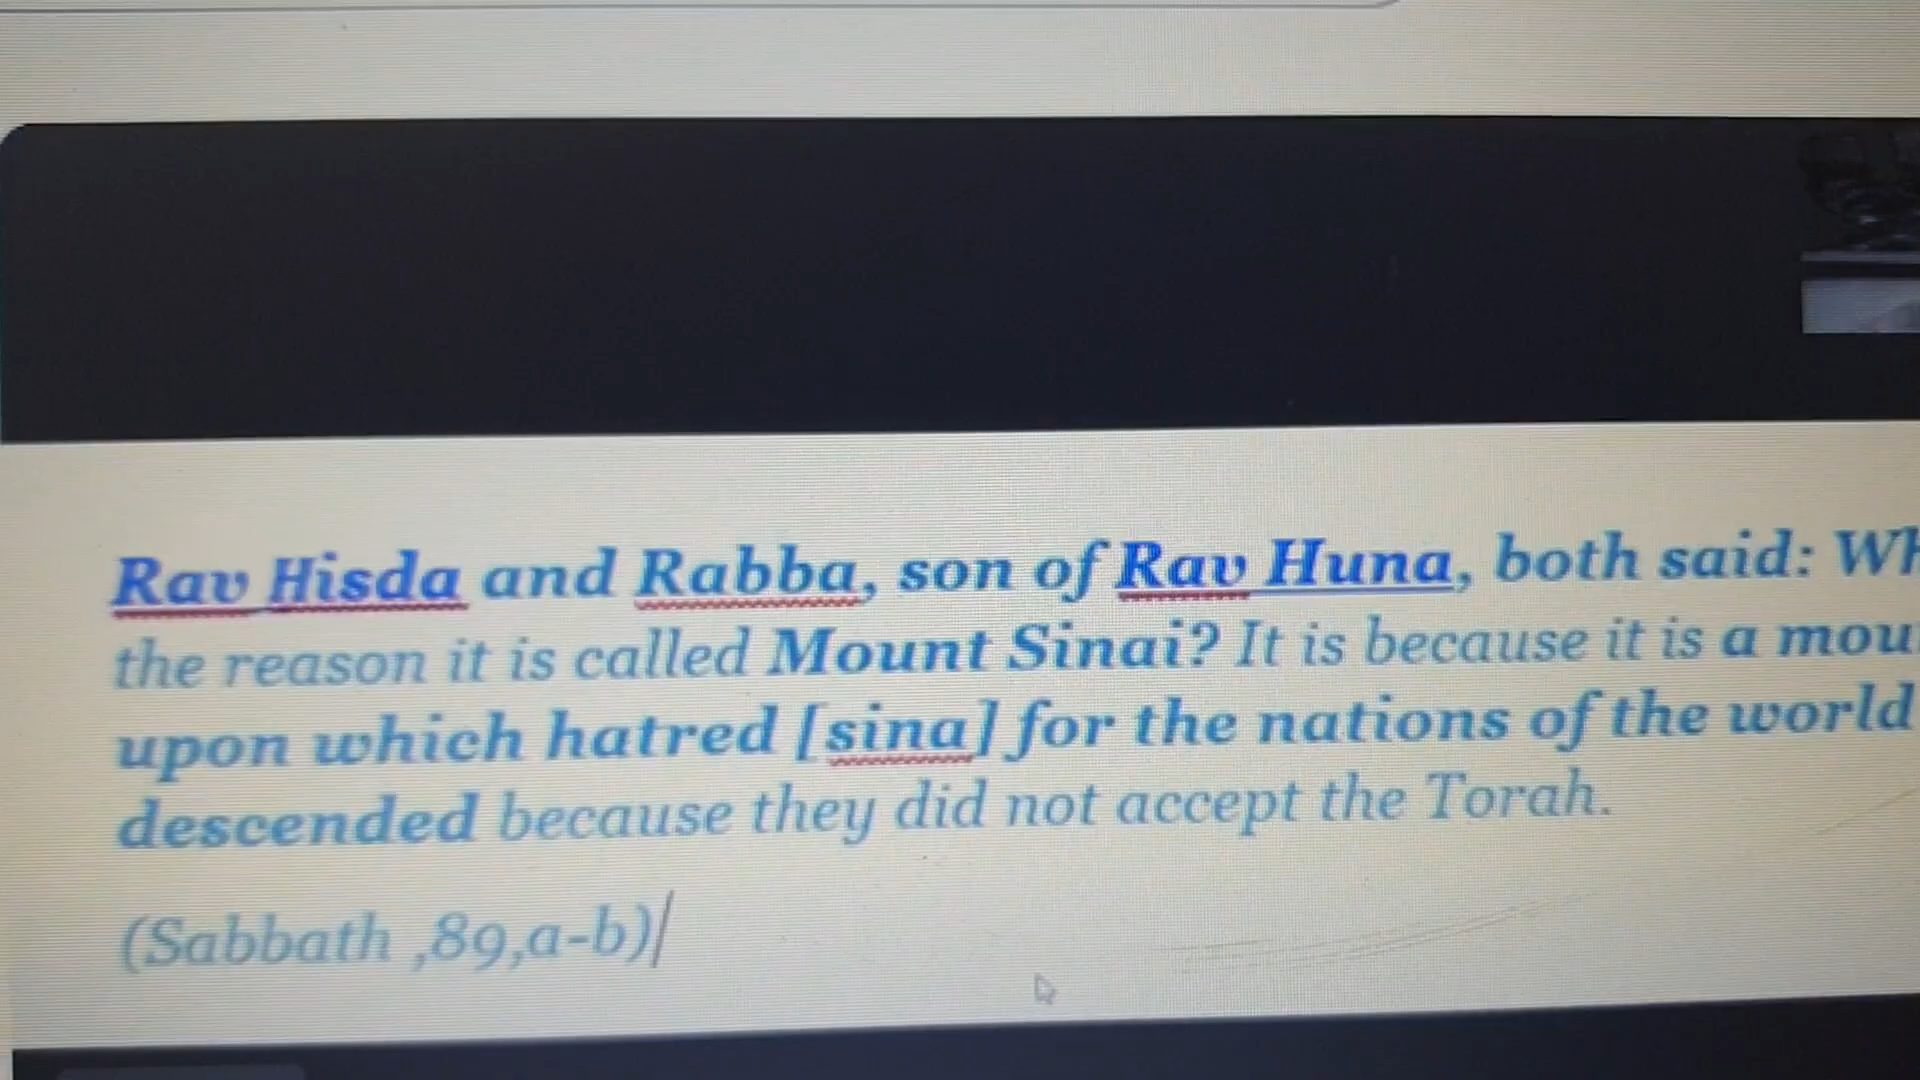 Rav Hisda and Rabba, son of Rav Huna, both said:
the reason it is called Mount Sinai? It is because it is a
upon which hatred [sina] for the nations of the world
descended because they did not accept the Torah.
(Sabbath ,89,a-b)